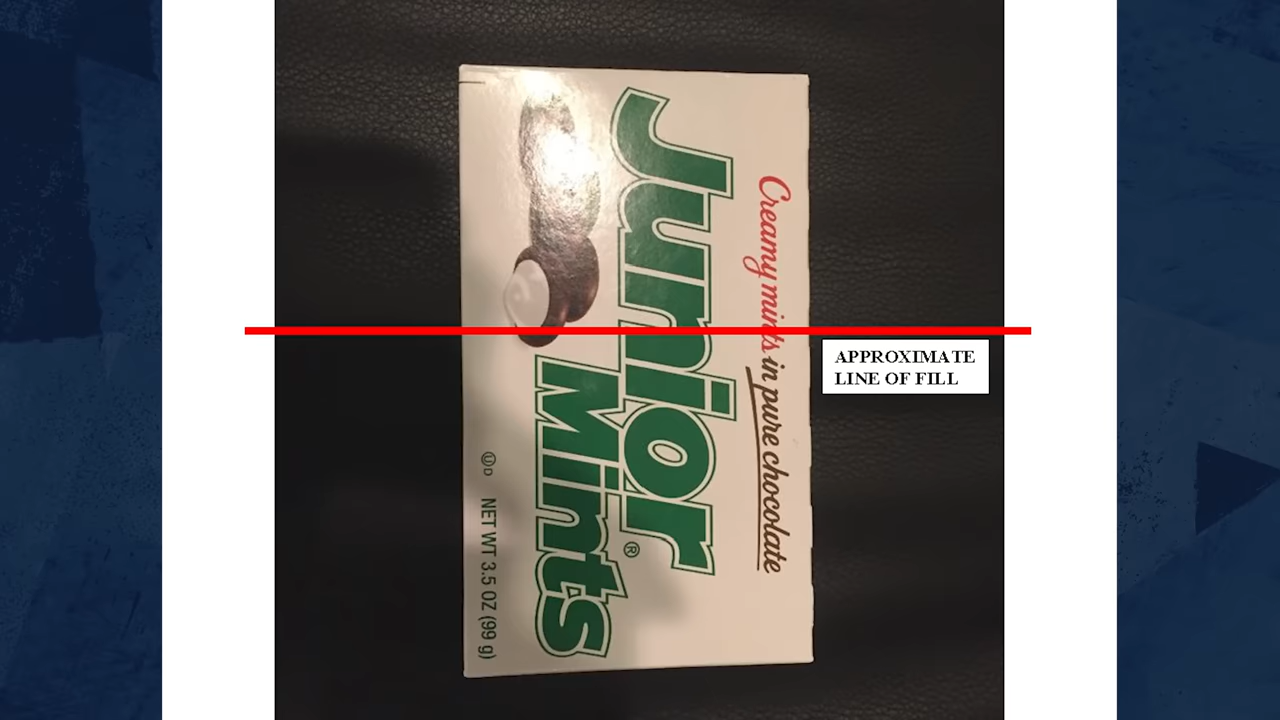 Creamy mints in pure chocolate
Junior
Mints®
Ⓤ D NET WT 3.5 OZ (99 g)
APPROXIMATE
LINE OF FILL